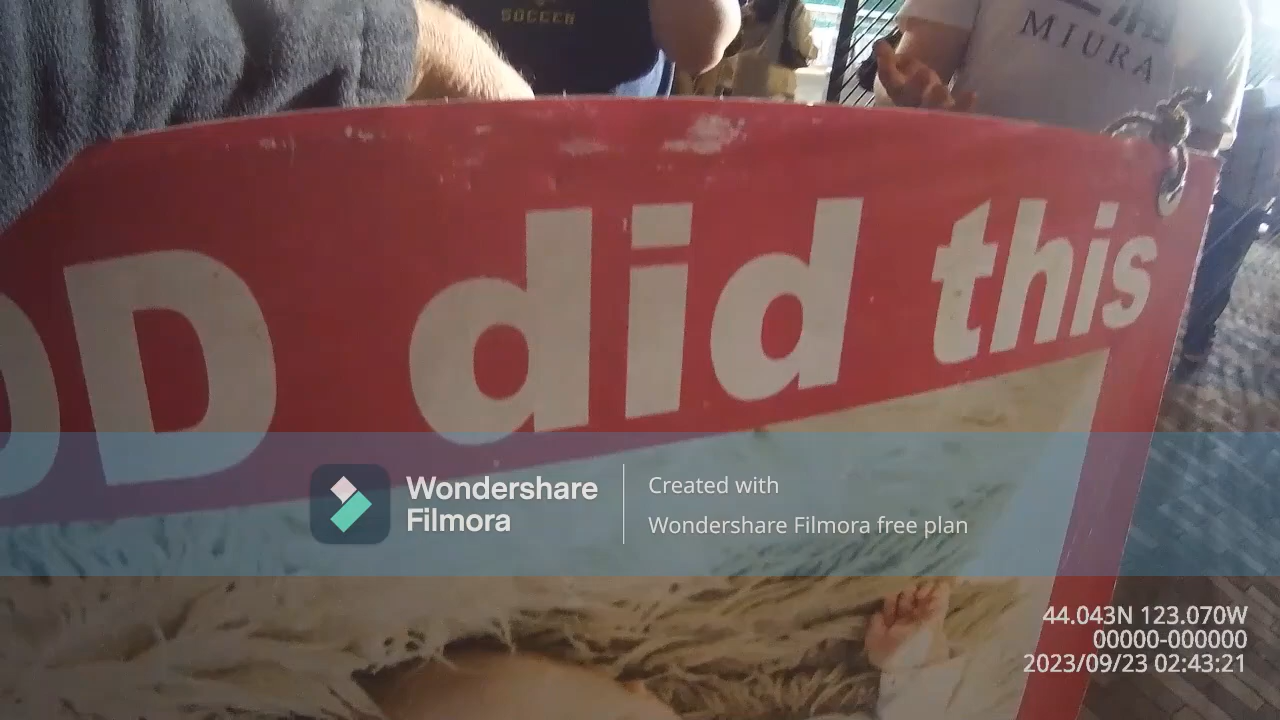 SOCCER
MIURA
D did this
Wondershare
Filmora
Created with
Wondershare Filmora free plan
44.043N 123.070W
00000-000000
2023/09/23 02:43:21